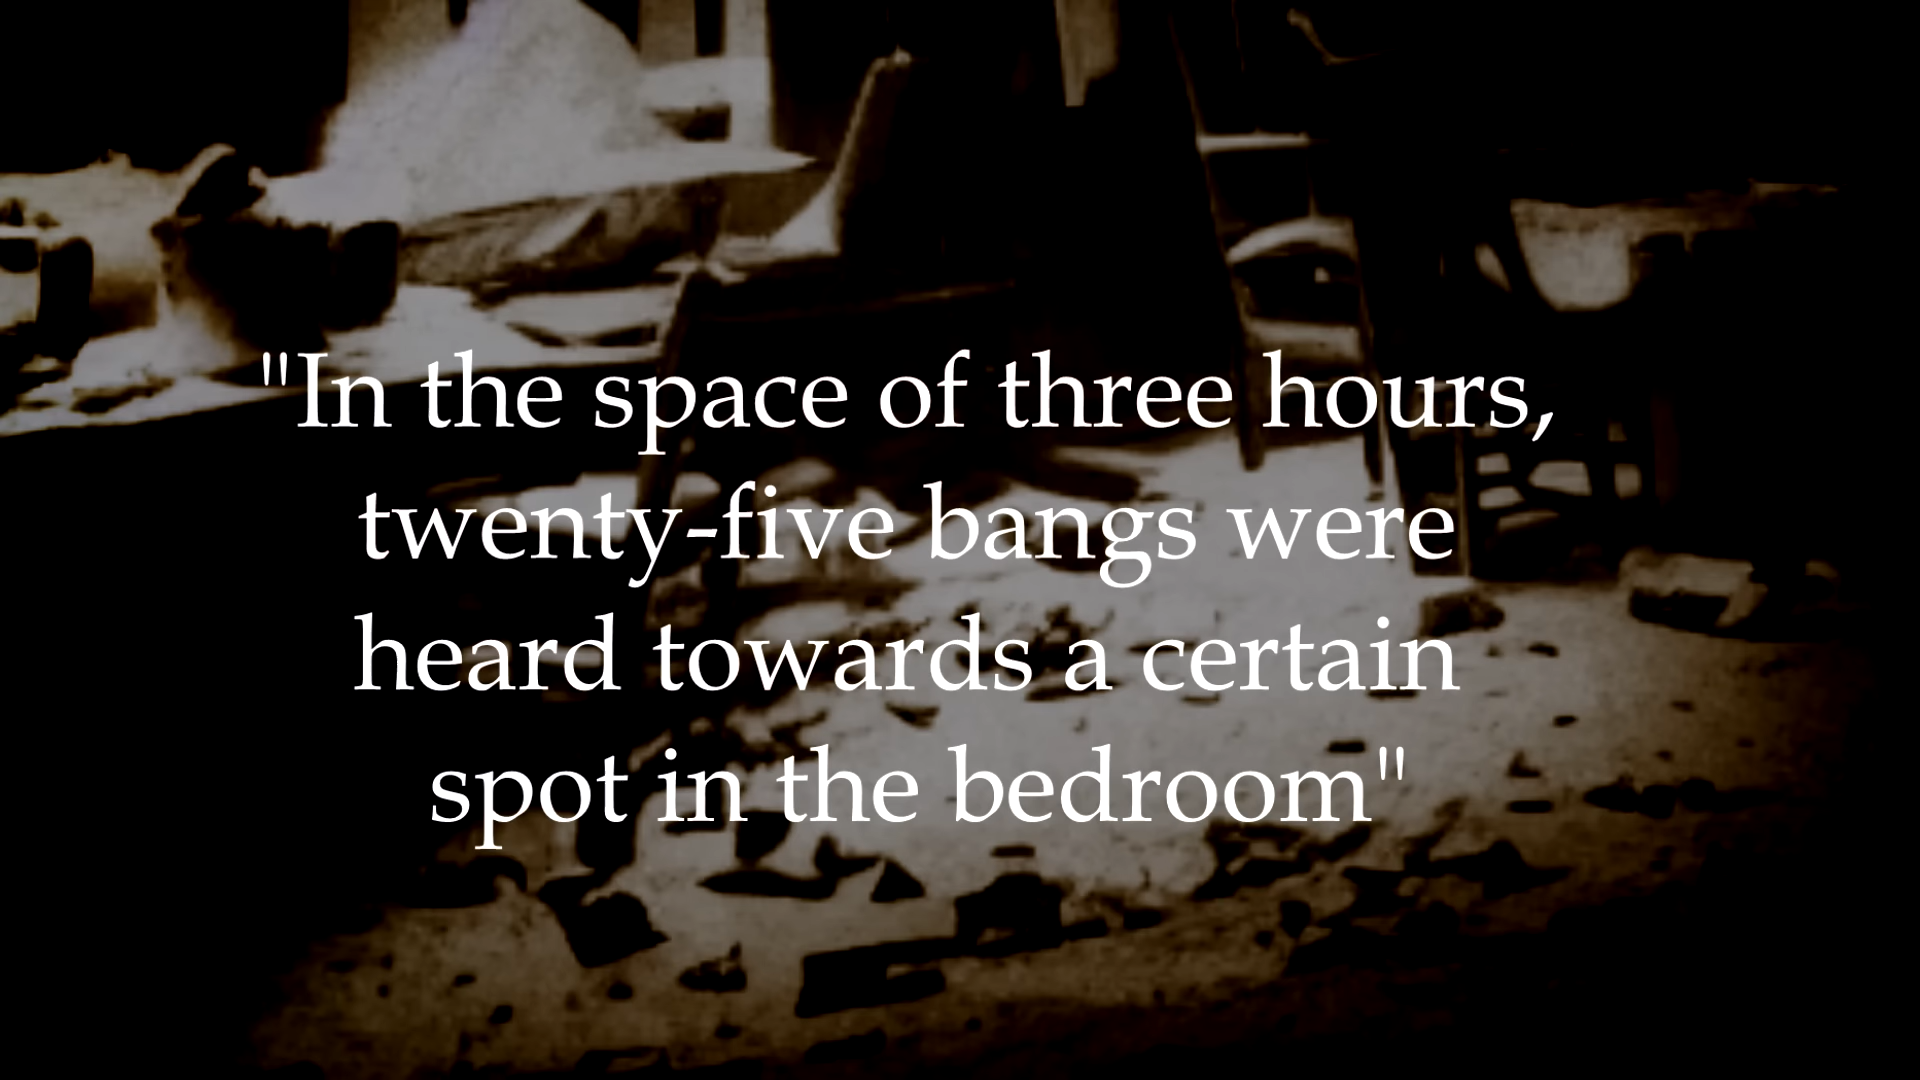 "In the space of three hours,
twenty-five bangs were
heard towards a certain
spot in the bedroom"